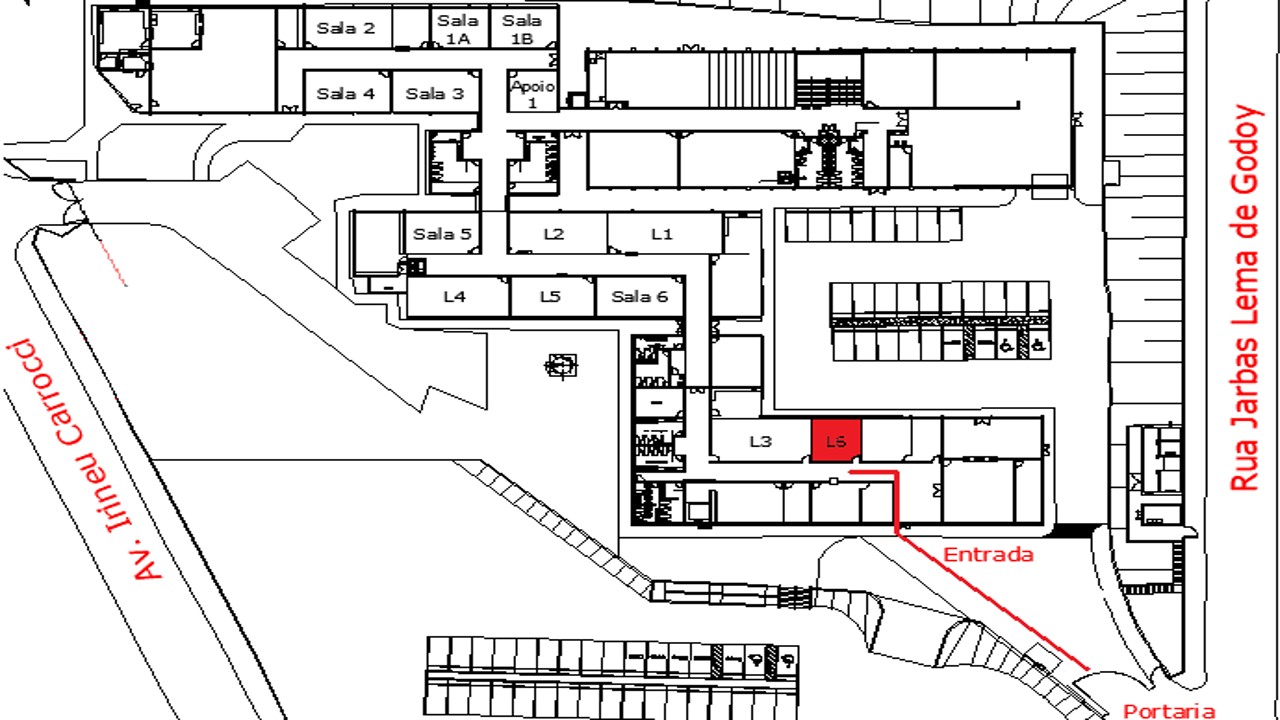 Sala 2
Sala
1A
Sala
1B
Sala 4
Sala 3
Apoio
1
Sala 5
L2
L1
L4
L5
Sala 6
L3
L6
Entrada
Portaria
Av. Irineu Carrocci
Rua Jarbas Lema de Godoy